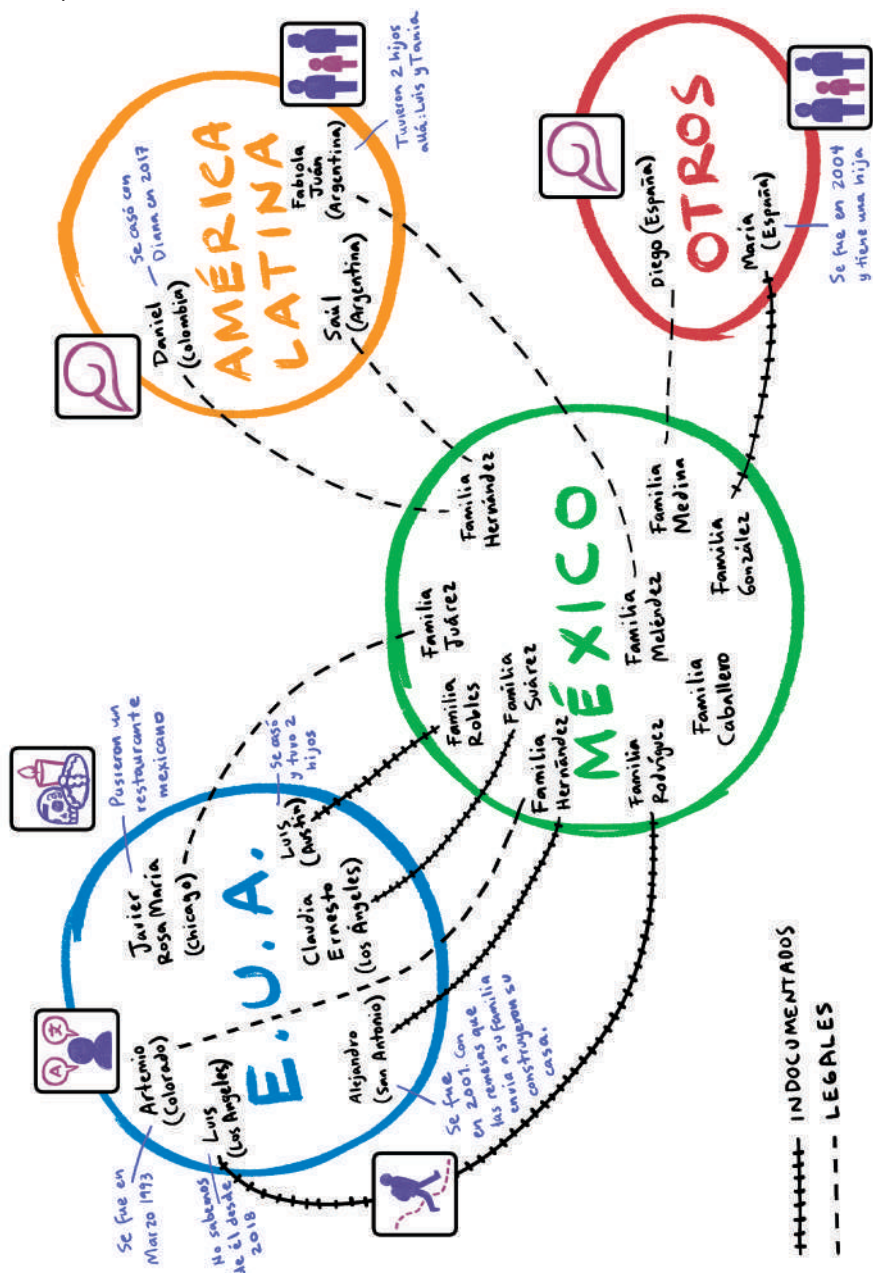 A
文
Se fue en
Marzo 1993
Artemio
(Colorado)
No sabemos
de él desde
2018
Luis
(Los Ángeles)
Pusieron un
restaurante
mexicano
Javier
Rosa María
(Chicago)
E.U.A.
Se casó
y tuvo 2
hijos
Luis
(Austin)
Claudia
Ernesto
(Los Ángeles)
Alejandro
(San Antonio)
Se fue
en 2001. Con
las remesas que
envía a su familia
construyeron su
casa.
Se casó con
Diana en 2017
Daniel
(Colombia)
AMÉRICA
LATINA
Fabiola
Juán
(Argentina)
Saúl
(Argentina)
Tuvieron 2 hijos
allá: Luis y Tania
Familia
Juárez
Familia
Hernández
Familia
Robles
Familia
Suárez
Familia
Hernández
MÉXICO
Familia
Rodríguez
Familia
Meléndez
Familia
Medina
Familia
Caballero
Familia
González
Diego (España)
OTROS
María
(España)
Se fue en 2004
y tiene una hija
INDOCUMENTADOS
LEGALES